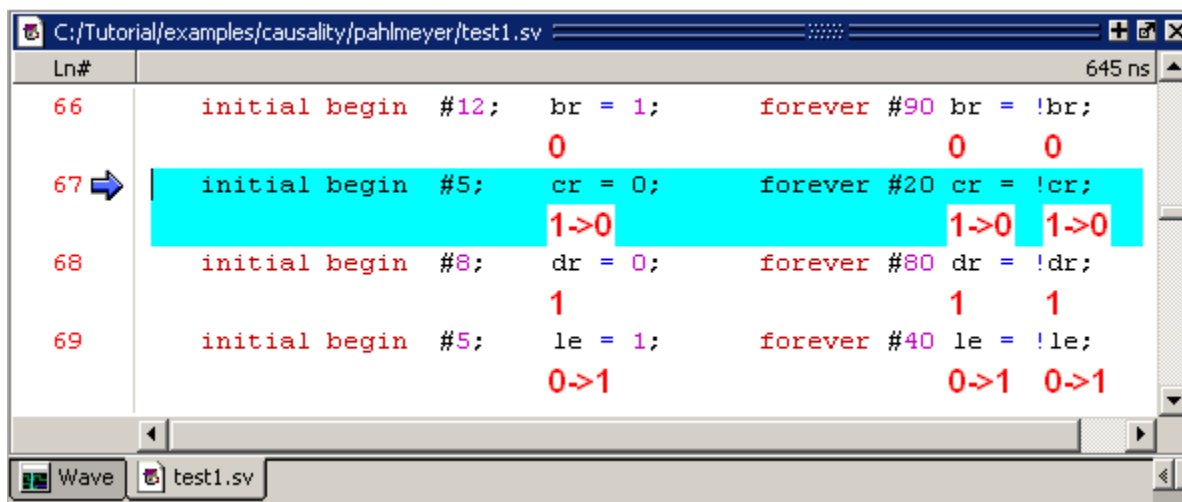 C:/Tutorial/examples/causality/pahlmeyer/test1.sv
Ln# 645 ns
66 initial begin #12; br = 1; forever #90 br = !br;
0 0 0
67 initial begin #5; cr = 0; forever #20 cr = !cr;
1->0 1->0 1->0
68 initial begin #8; dr = 0; forever #80 dr = !dr;
1 1 1
69 initial begin #5; le = 1; forever #40 le = !le;
0->1 0->1 0->1
Wave test1.sv